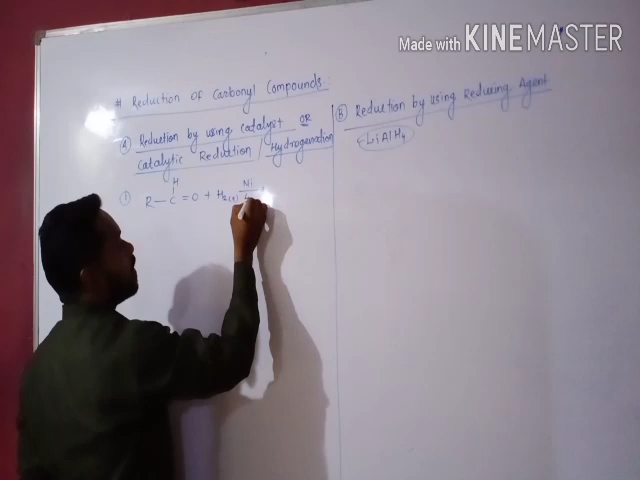 Made with KINEMASTER
# Reduction Of Carbonyl Compounds
(A) Reduction by using catalyst OR
Catalytic Reduction / Hydrogenation
H
(1) R — C = O + H2(g) Ni
(B) Reduction by using Reducing Agent
LiAlH4